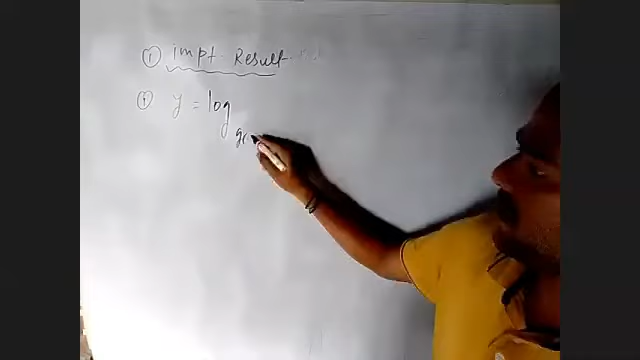 ① impt Result
① y = log g(